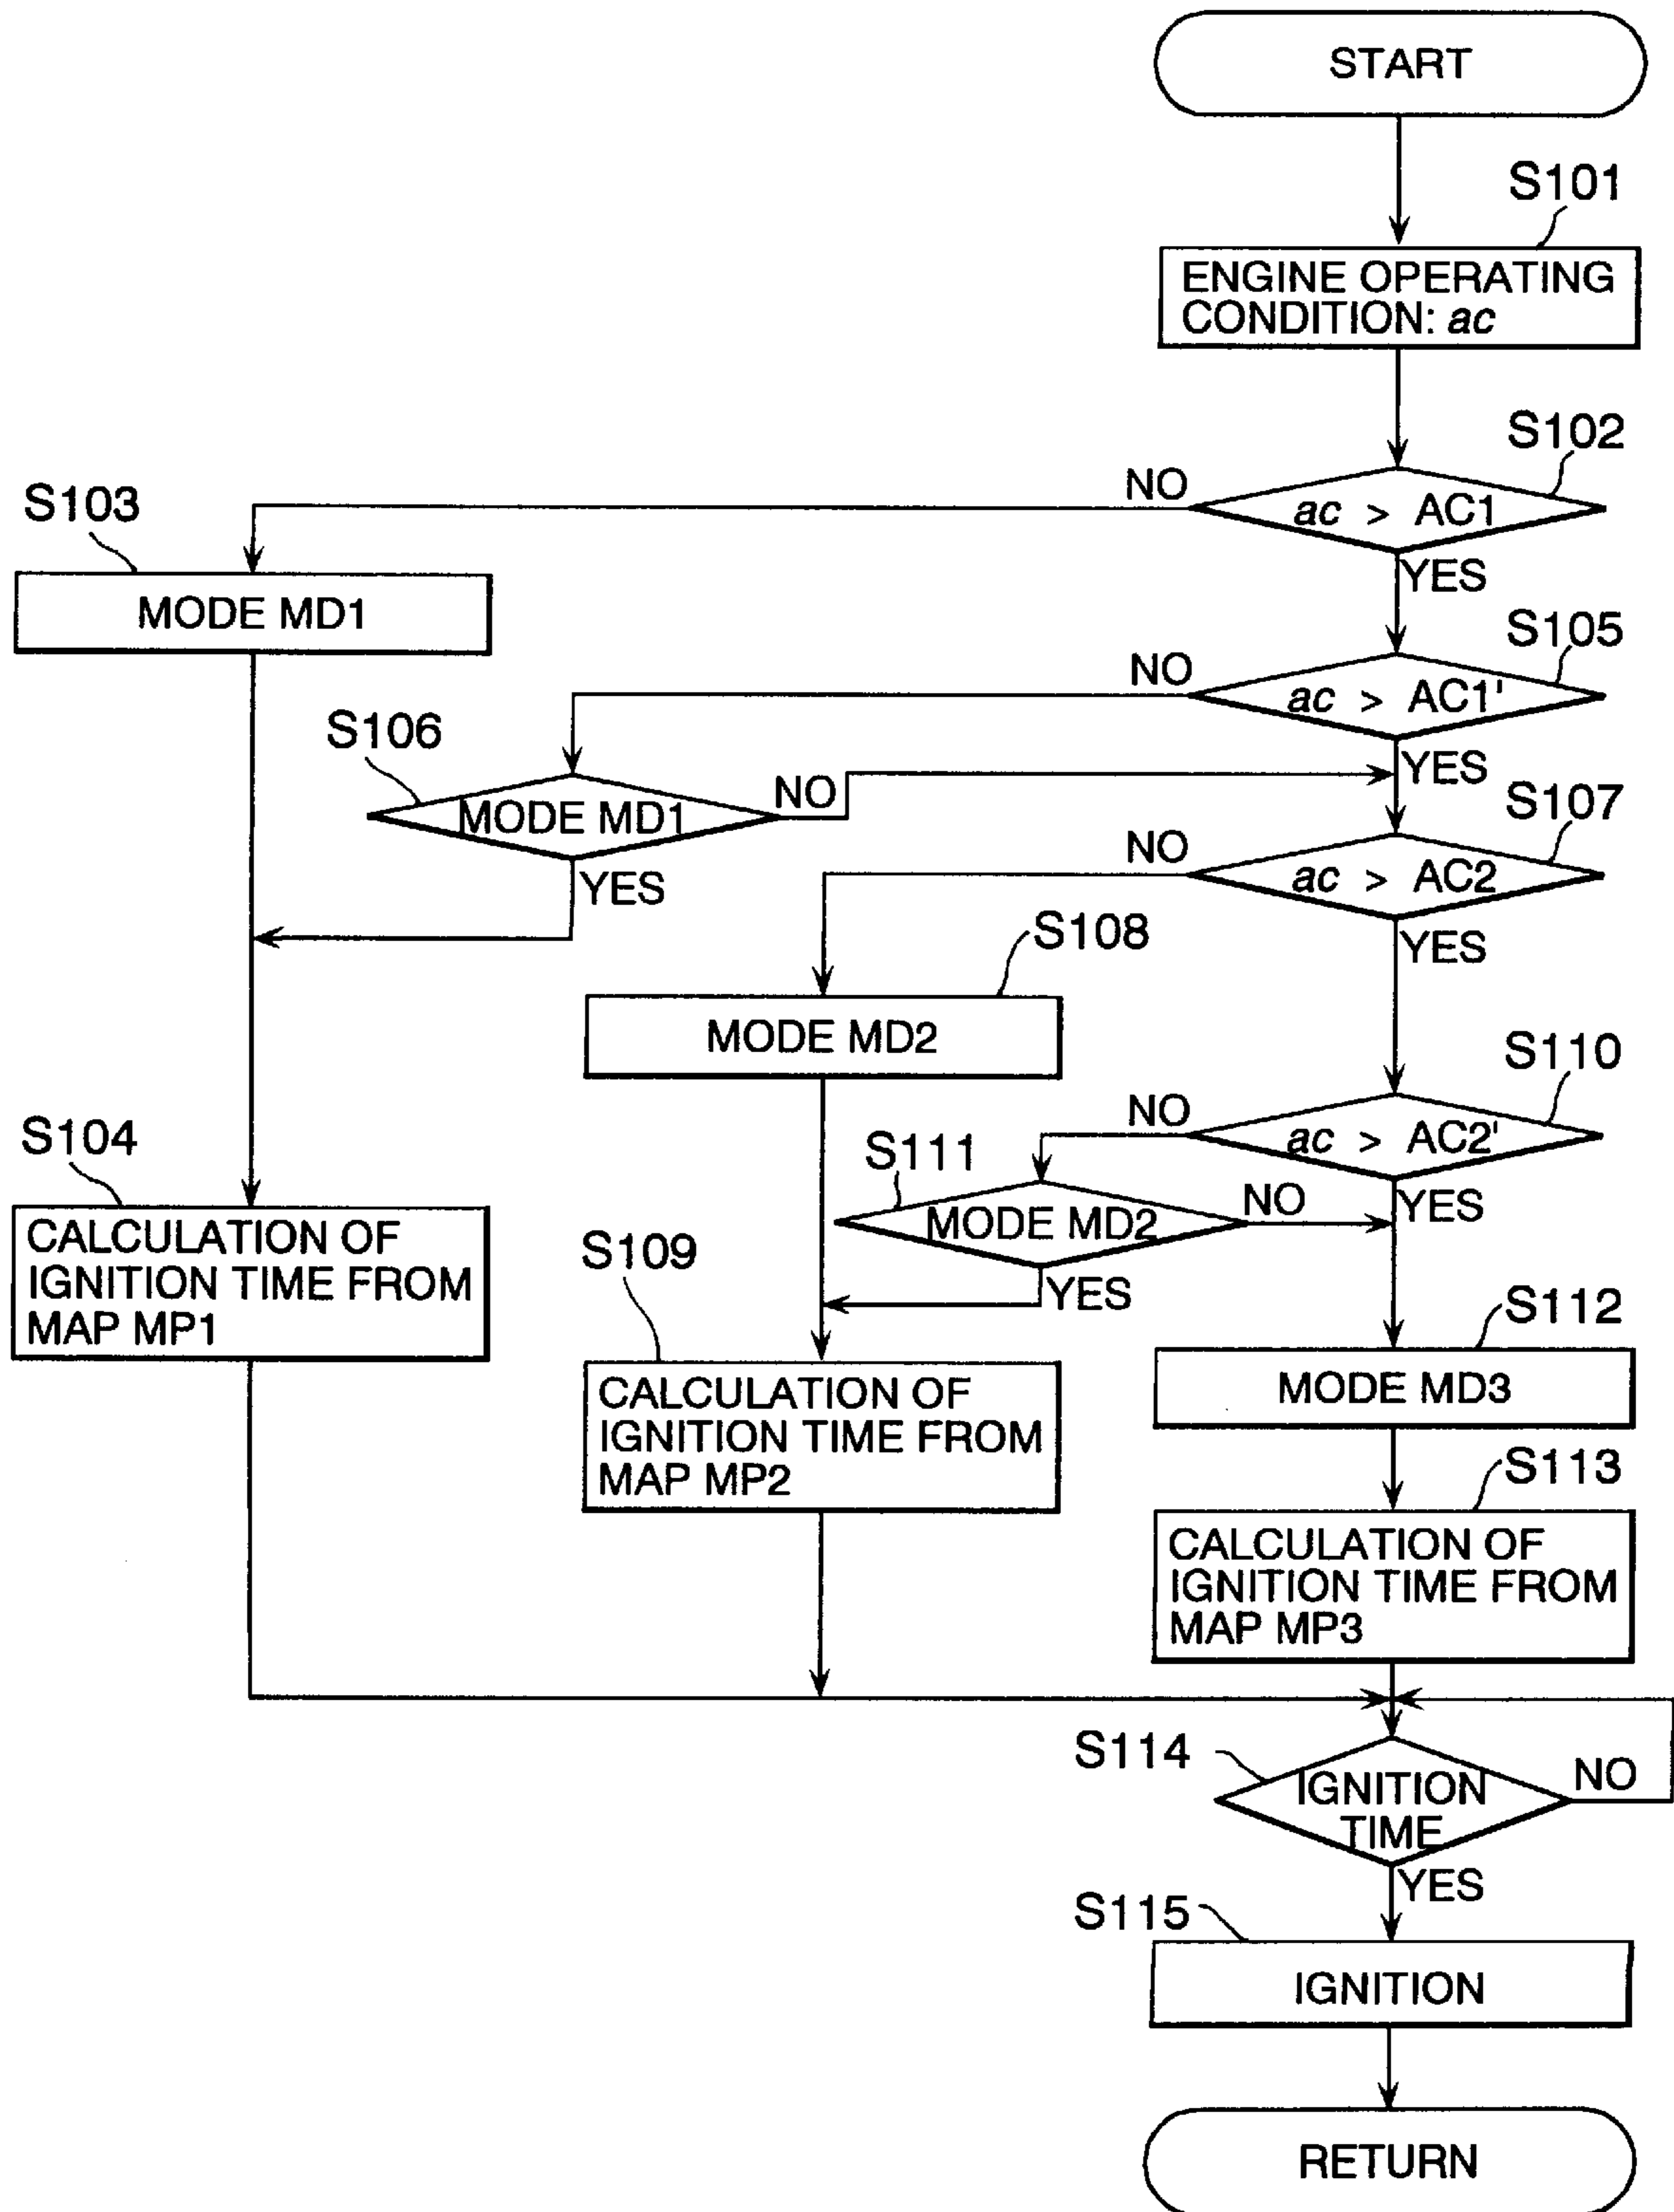 START
S101
ENGINE OPERATING
CONDITION: ac
S102
NO
ac > AC1
YES
S103
MODE MD1
S105
NO
ac > AC1'
YES
S106
MODE MD1
NO
YES
S107
NO
ac > AC2
YES
S108
MODE MD2
S110
NO
ac > AC2'
YES
S111
MODE MD2
NO
YES
S104
CALCULATION OF
IGNITION TIME FROM
MAP MP1
S109
CALCULATION OF
IGNITION TIME FROM
MAP MP2
S112
MODE MD3
S113
CALCULATION OF
IGNITION TIME FROM
MAP MP3
S114
IGNITION
TIME
NO
YES
S115
IGNITION
RETURN